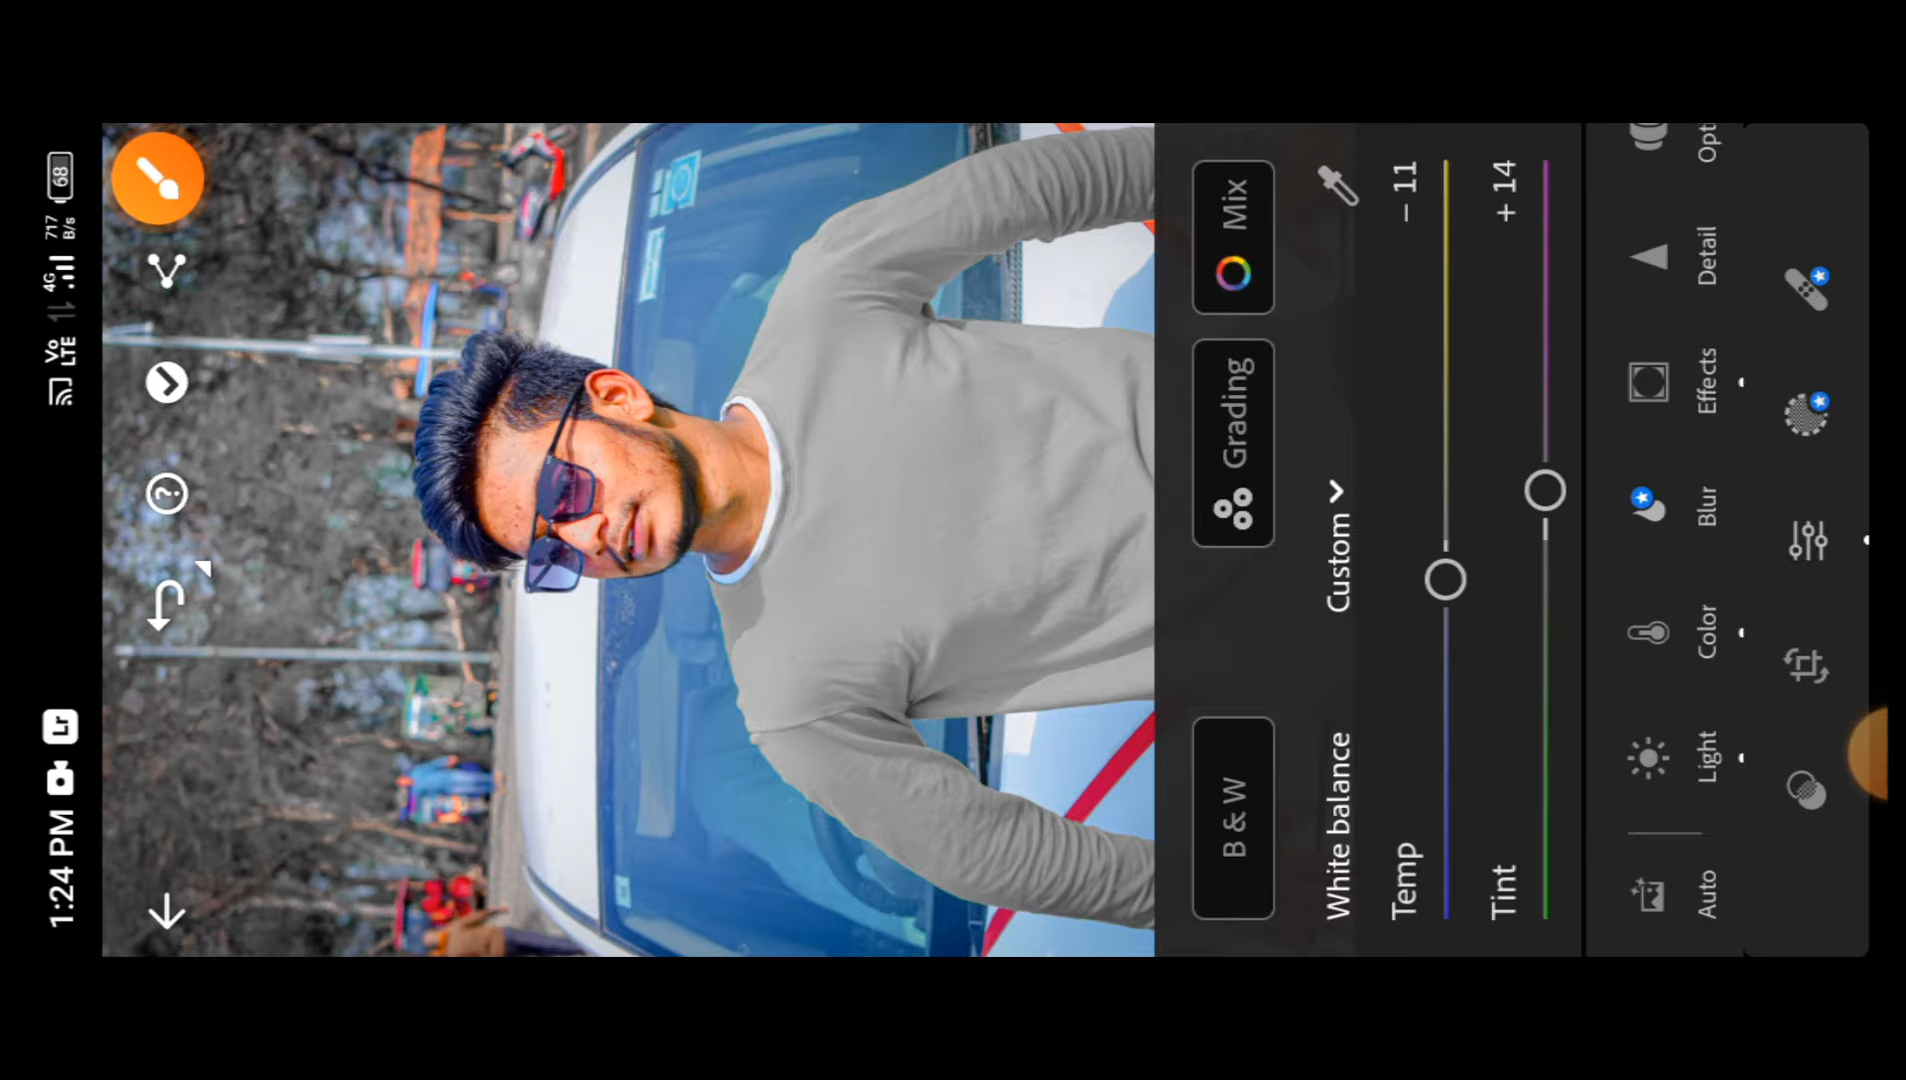 1:24 PM Lr Vo LTE 4G 717 B/s 68
B & W Grading Mix
White balance Custom
Temp − 11
Tint + 14
Auto Light Color Blur Effects Detail Opt